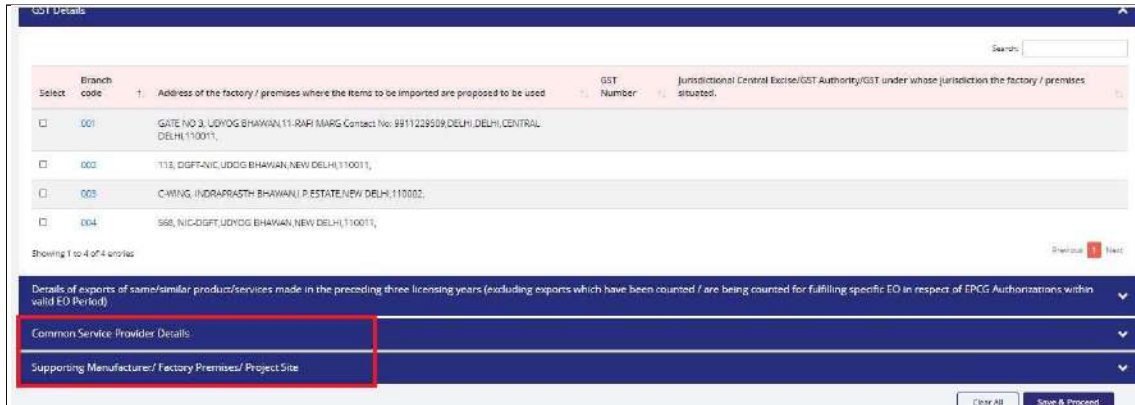 GST Details
Search:
Select
Branch code
Address of the factory / premises where the items to be imported are proposed to be used
GST Number
Jurisdictional Central Excise/GST Authority/GST under whose jurisdiction the factory / premises situated.
001
GATE NO 3, UDYOG BHAWAN,11-RAFI MARG Contact No: 9911229509,DELHI,DELHI,CENTRAL
DELHI,110011,
002
113, DGFT-NIC,UDOG BHAWAN,NEW DELHI,110011,
003
C-WING, INDRAPRASTH BHAWAN,I.P.ESTATE,NEW DELHI,110002,
004
568, NIC-DGFT,UDYOG BHAWAN,NEW DELHI,110011,
Showing 1 to 4 of 4 entries
Previous 1 Next
Details of exports of same/similar product/services made in the preceding three licensing years (excluding exports which have been counted / are being counted for fulfilling specific EO in respect of EPCG Authorizations within
valid EO Period)
Common Service Provider Details
Supporting Manufacturer/ Factory Premises/ Project Site
Clear All
Save & Proceed